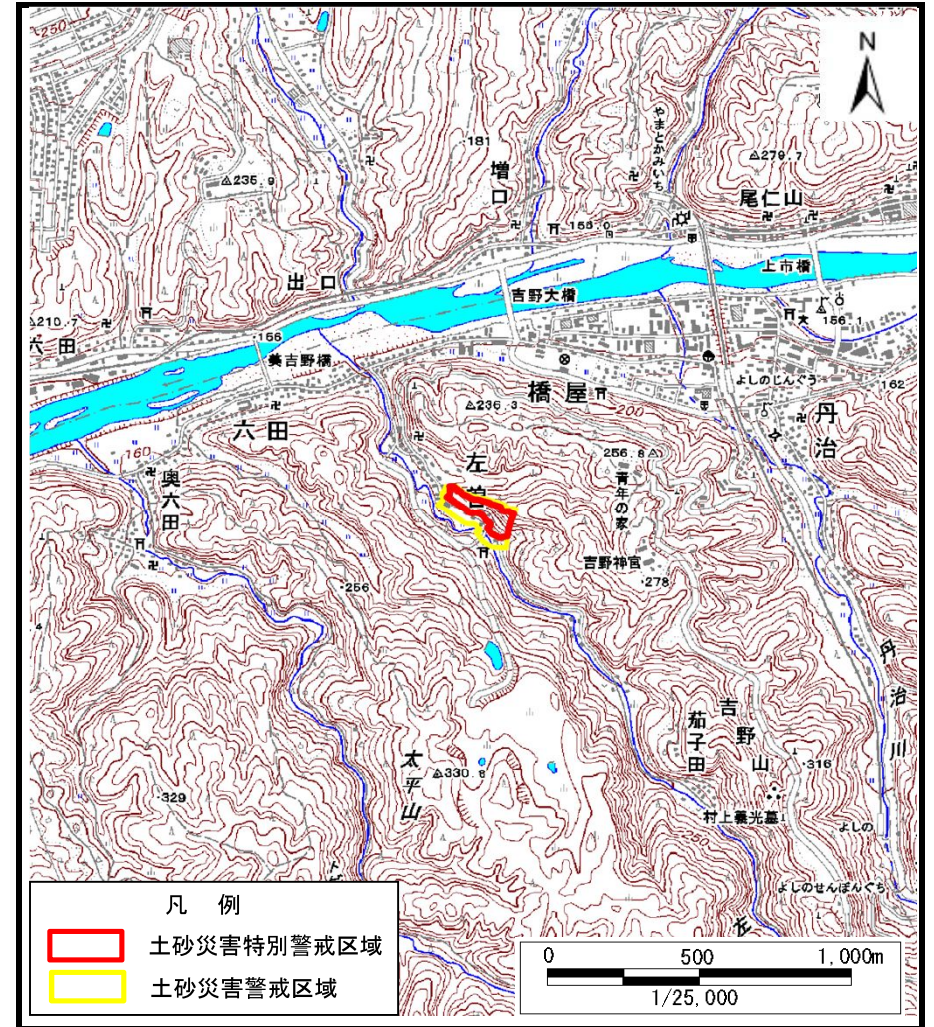 250
N
181
増口
やまとかみいち
279.7
尾仁山
235.9
155.0
出口
上市橋
吉野大橋
210.7
六田
156
156.1
美吉野橋
よしのじんぐう
162
橋屋
236.3
200
丹治
六田
160
256.8
左曽
青年の家
奥六田
吉野神宮
278
256
丹治川
吉野山
茄子田
太平山
330.8
316
329
村上義光墓
よしの
よしのせんぼんぐち
左
凡 例
土砂災害特別警戒区域
土砂災害警戒区域
0 500 1,000m
1/25,000